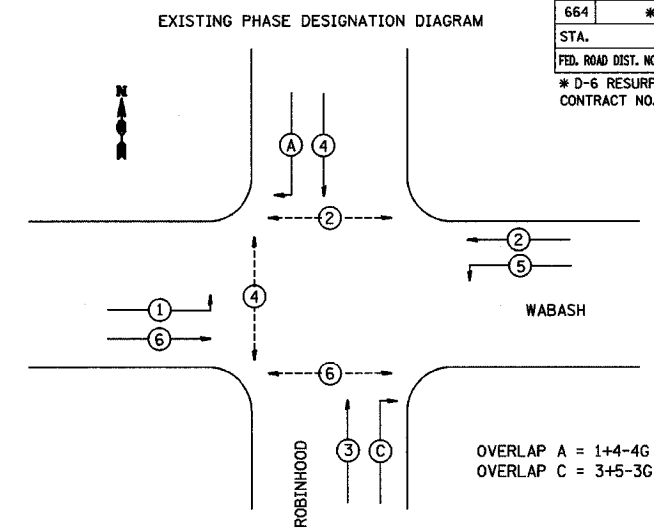 EXISTING PHASE DESIGNATION DIAGRAM
664 *
STA.
FED. ROAD DIST. NO
* D-6 RESURF
CONTRACT NO.
N
A 4
2
2
5
4
1
6
WABASH
6
3 C
ROBINHOOD
OVERLAP A = 1+4-4G
OVERLAP C = 3+5-3G